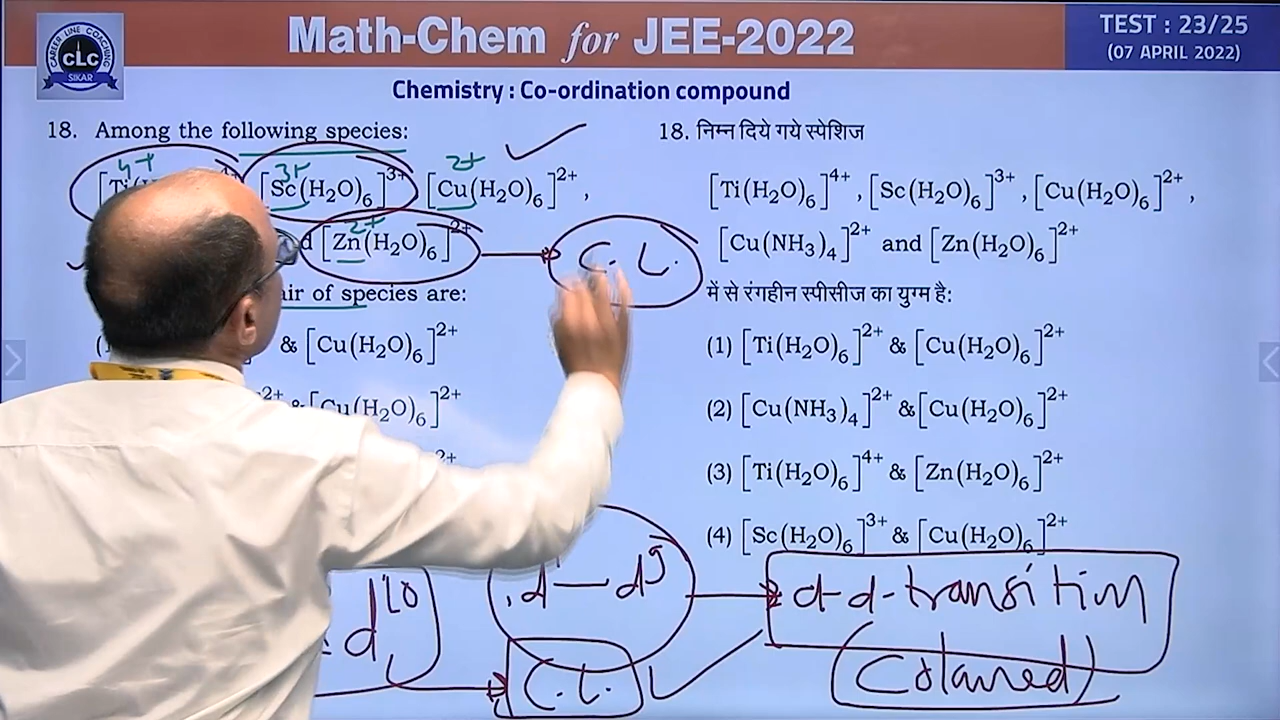 CAREER LINE COACHING
CLC
SIKAR
Math-Chem for JEE-2022
TEST : 23/25
(07 APRIL 2022)
Chemistry : Co-ordination compound
18. Among the following species:
4+ 3+ 2+
[Ti(H 4+ [Sc(H₂O)₆]³⁺ [Cu(H₂O)₆]²⁺ ,
2+
d [Zn(H₂O)₆]²⁺ C. L.
air of species are:
& [Cu(H₂O)₆]²⁺
2+ & [Cu(H₂O)₆]²⁺
2+
18. निम्न दिये गये स्पेशिज
[Ti(H₂O)₆]⁴⁺ , [Sc(H₂O)₆]³⁺ , [Cu(H₂O)₆]²⁺ ,
[Cu(NH₃)₄]²⁺ and [Zn(H₂O)₆]²⁺
में से रंगहीन स्पीसीज का युग्म है:
(1) [Ti(H₂O)₆]²⁺ & [Cu(H₂O)₆]²⁺
(2) [Cu(NH₃)₄]²⁺ &[Cu(H₂O)₆]²⁺
(3) [Ti(H₂O)₆]⁴⁺ & [Zn(H₂O)₆]²⁺
(4) [Sc(H₂O)₆]³⁺ & [Cu(H₂O)₆]²⁺
d¹⁰ d¹ — d⁹ d-d-transition
C.L. (Coloured)